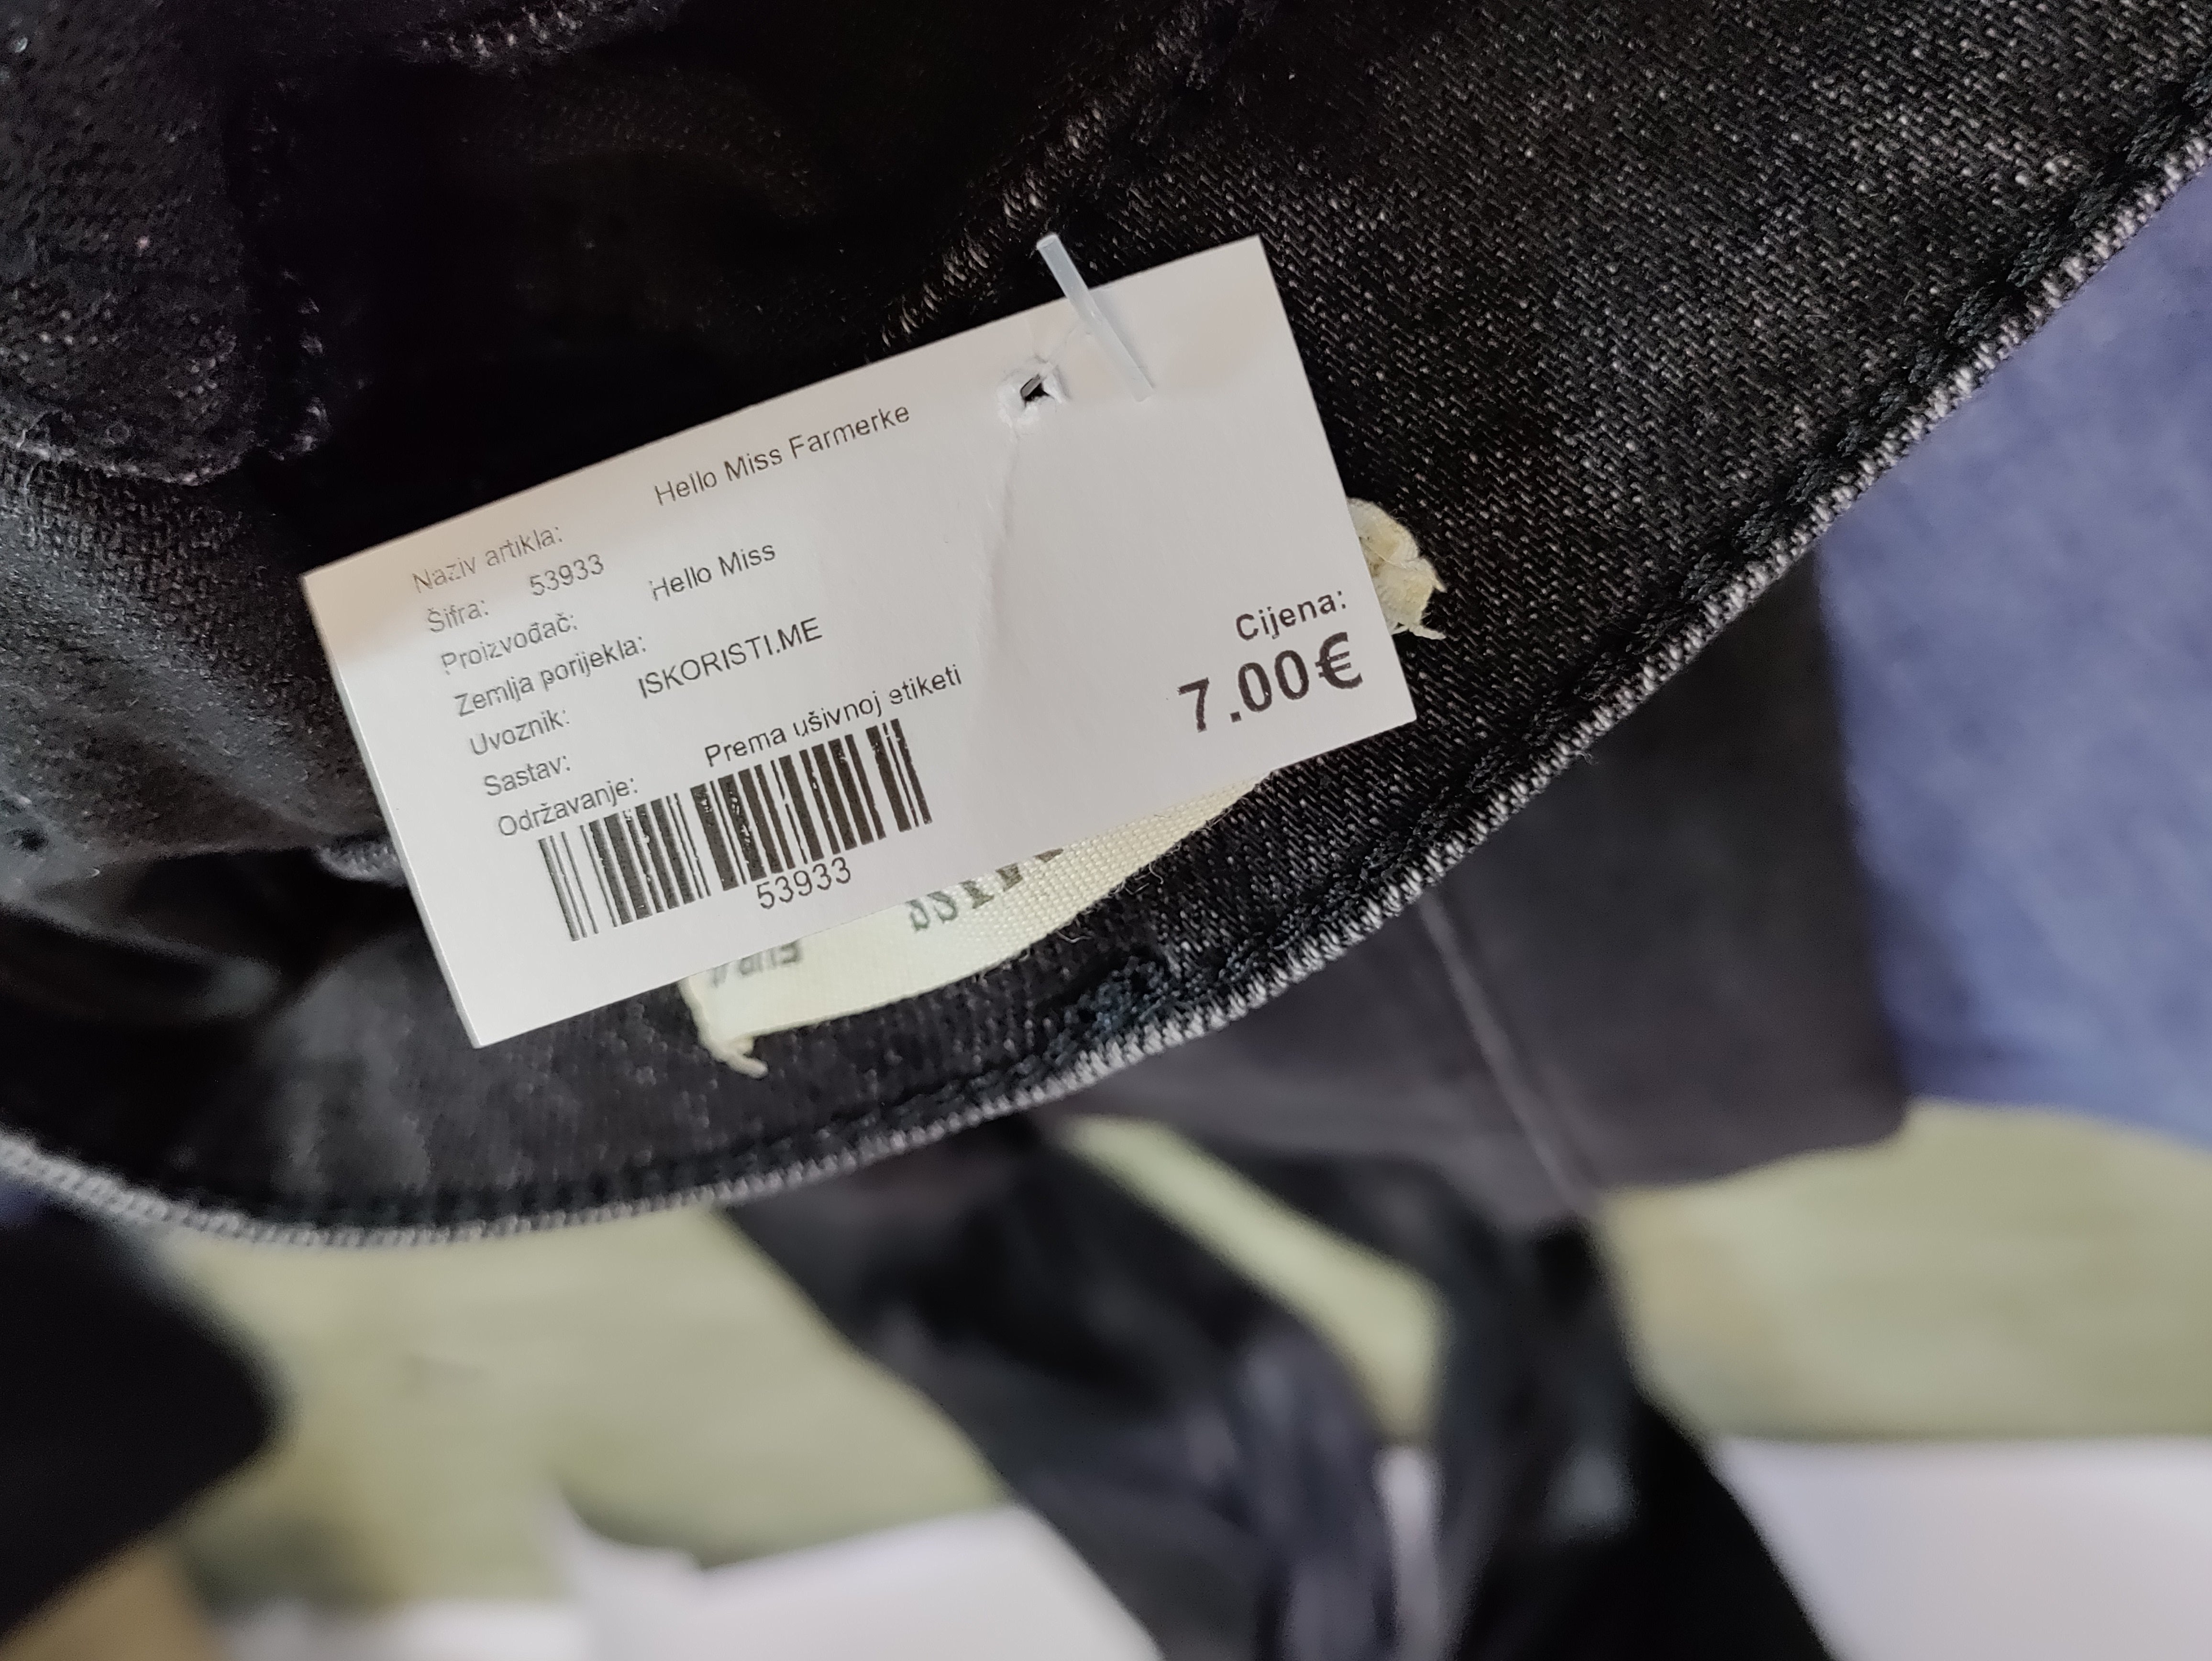 Naziv artikla: Hello Miss Farmerke
Šifra: 53933
Proizvođač: Hello Miss
Zemlja porijekla:
Uvoznik: ISKORISTI.ME
Sastav:
Održavanje: Prema ušivnoj etiketi
53933
Cijena:
7.00€